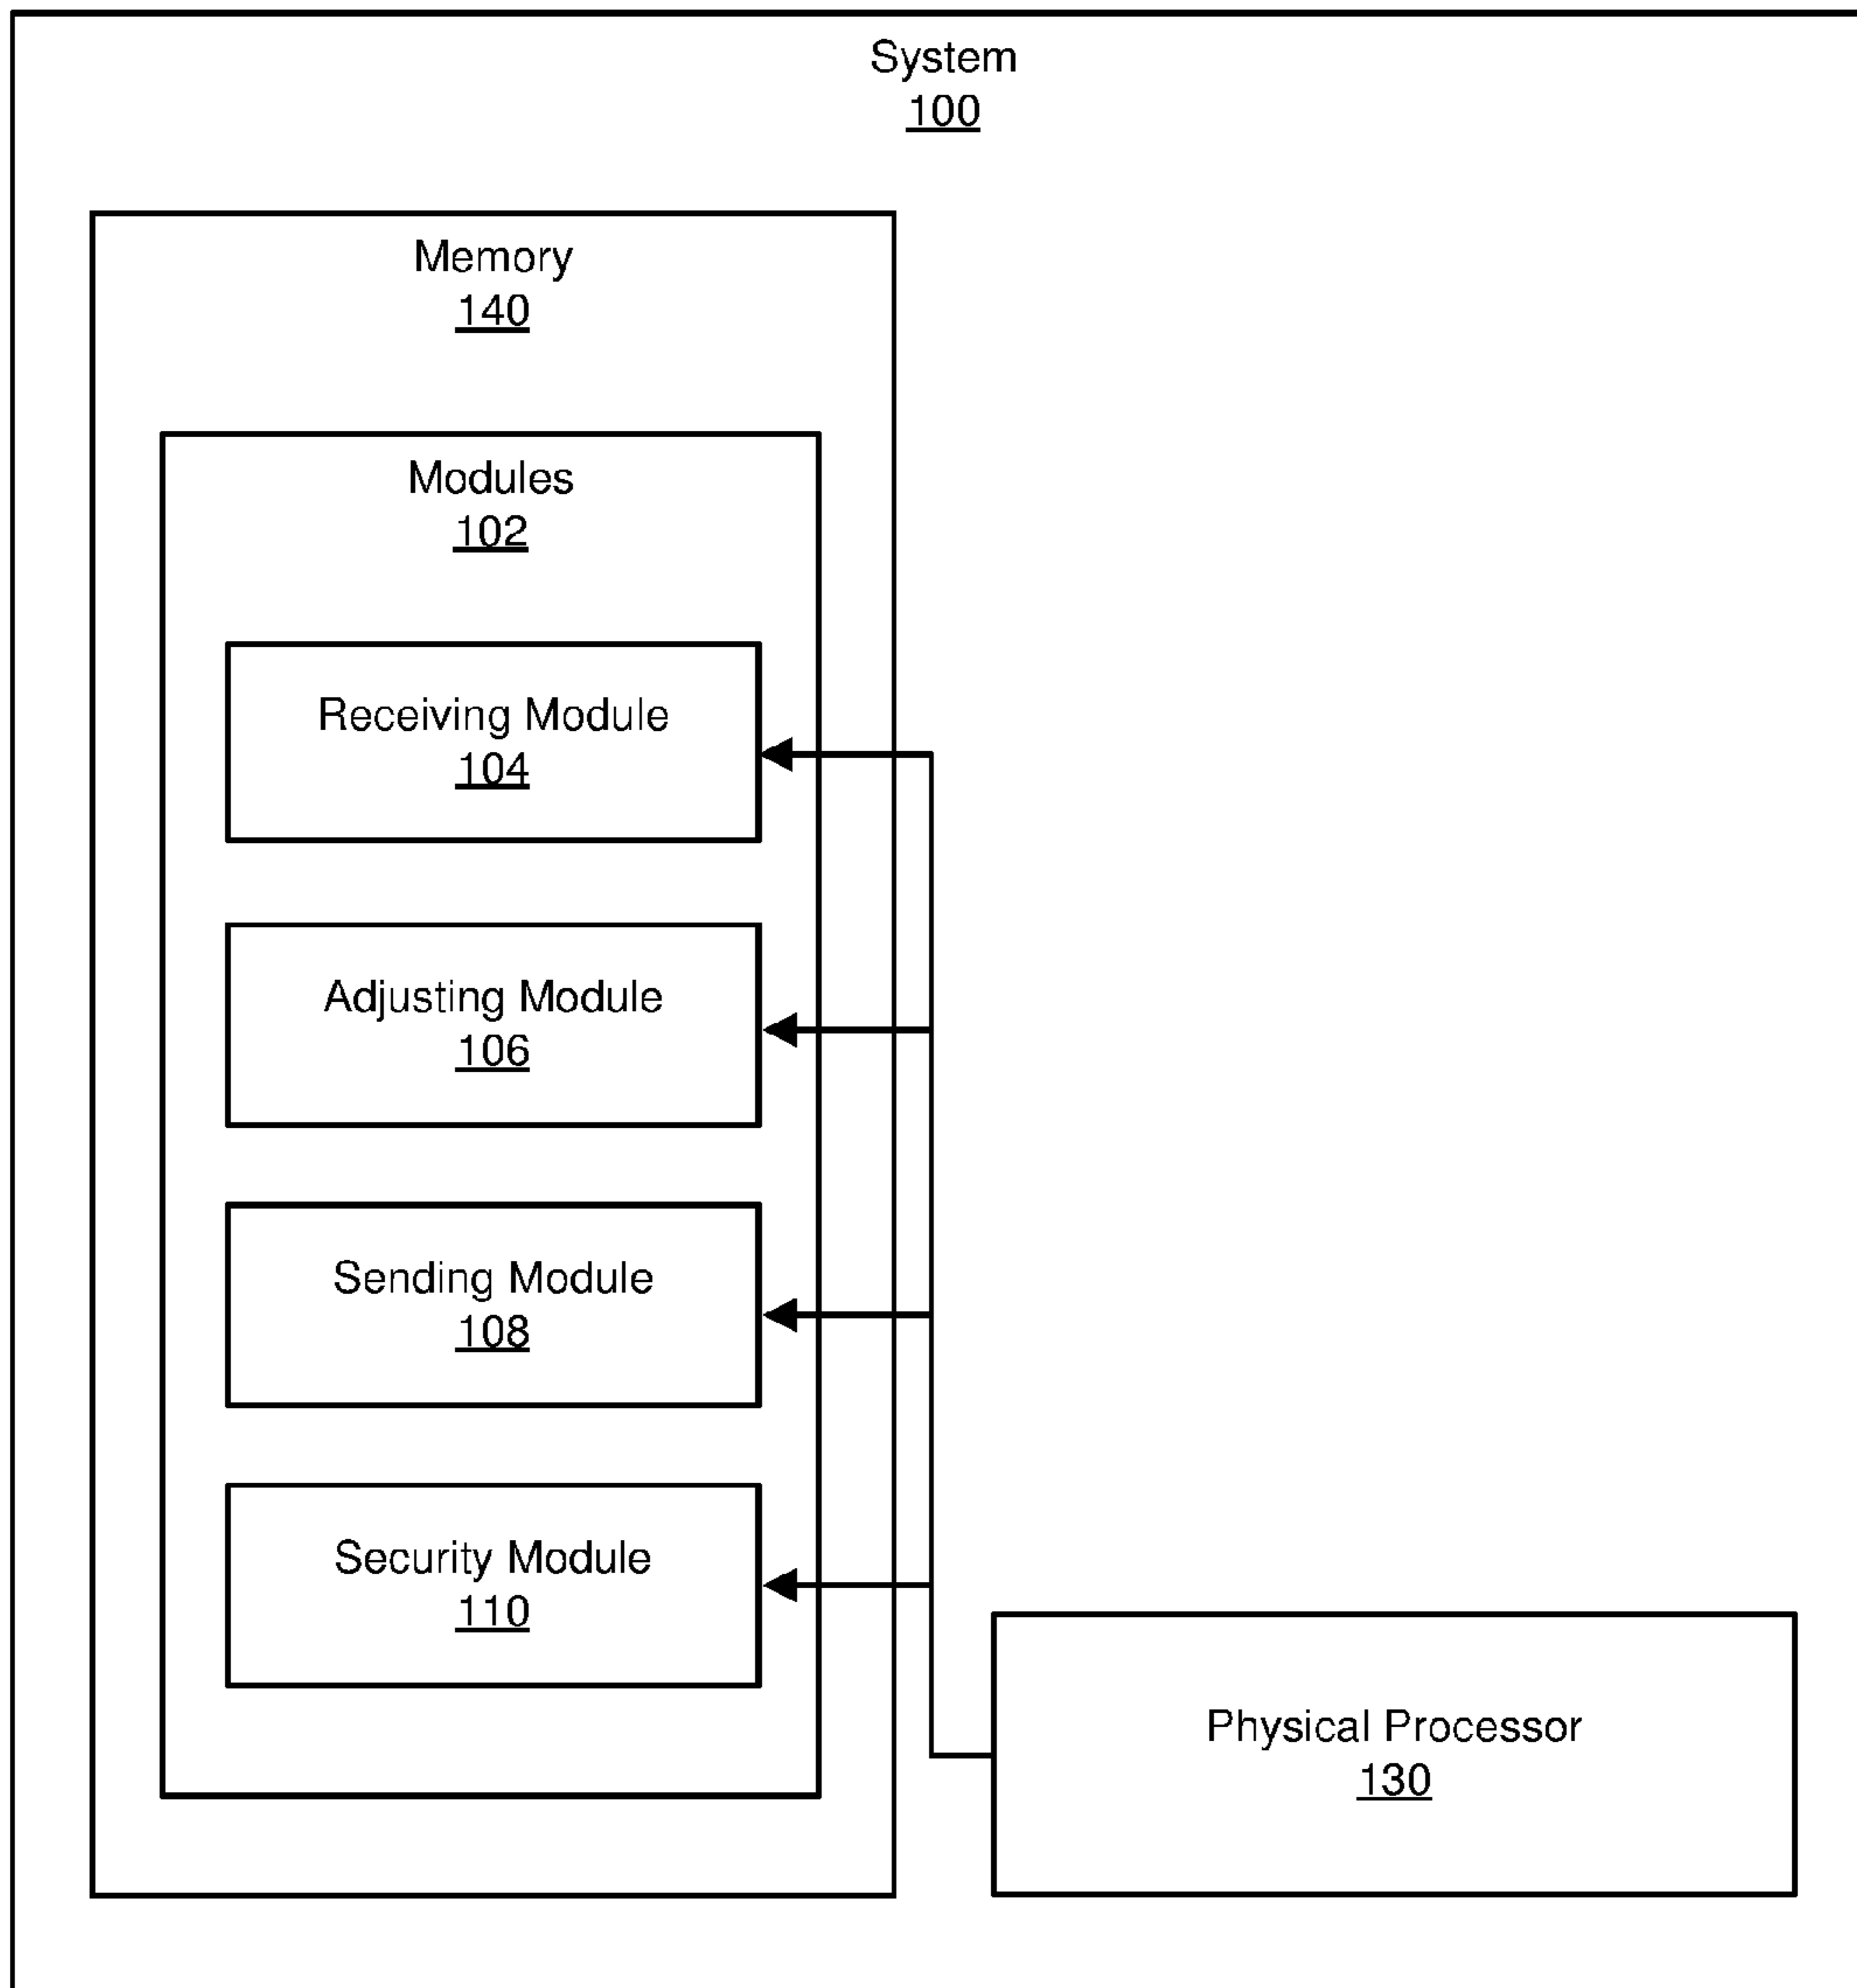 System
100
Memory
140
Modules
102
Receiving Module
104
Adjusting Module
106
Sending Module
108
Security Module
110
Physical Processor
130